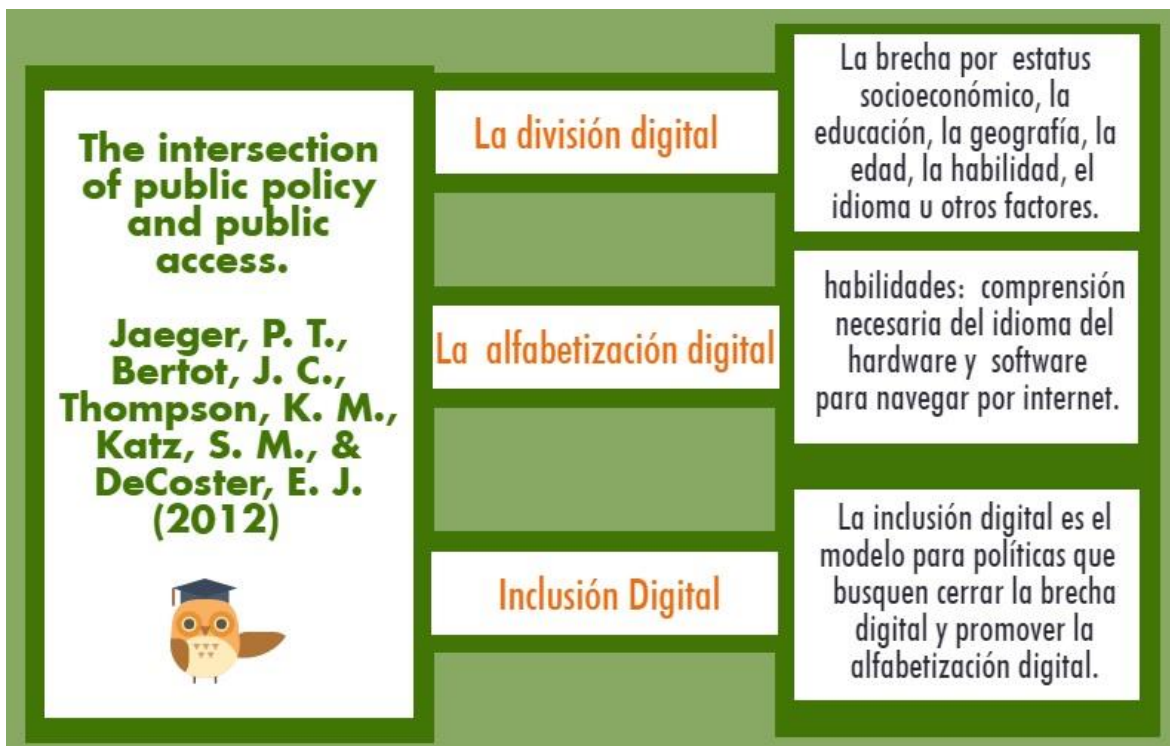 The intersection
of public policy
and public
access.
Jaeger, P. T.,
Bertot, J. C.,
Thompson, K. M.,
Katz, S. M., &
DeCoster, E. J.
(2012)
La división digital
La brecha por estatus
socioeconómico, la
educación, la geografía, la
edad, la habilidad, el
idioma u otros factores.
La alfabetización digital
habilidades: comprensión
necesaria del idioma del
hardware y software
para navegar por internet.
Inclusión Digital
La inclusión digital es el
modelo para políticas que
busquen cerrar la brecha
digital y promover la
alfabetización digital.